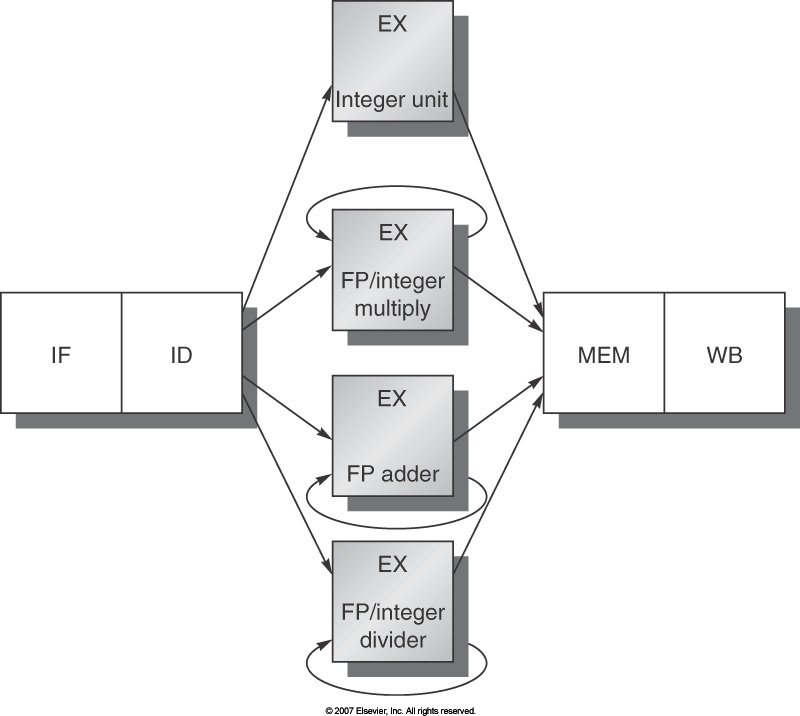 EX
Integer unit
EX
FP/integer
multiply
IF
ID
MEM
WB
EX
FP adder
EX
FP/integer
divider
© 2007 Elsevier, Inc. All rights reserved.